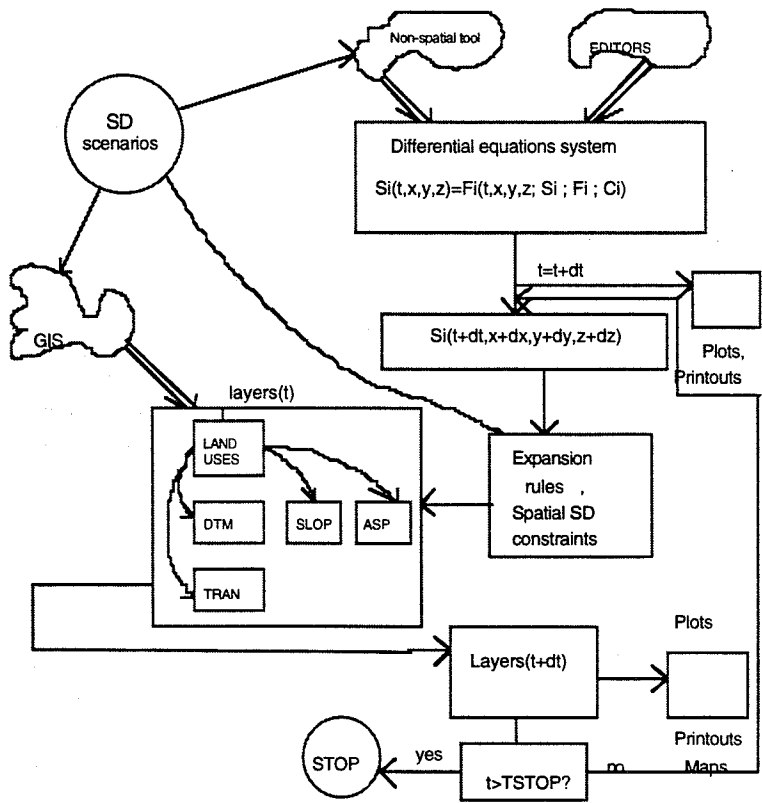 Non-spatial tool
EDITORS
SD
scenarios
Differential equations system
Si(t,x,y,z)=Fi(t,x,y,z; Si ; Fi ; Ci)
t=t+dt
GIS
Si(t+dt,x+dx,y+dy,z+dz)
Plots,
Printouts
layers(t)
LAND
USES
Expansion
rules ,
Spatial SD
constraints
DTM
SLOP
ASP
TRAN
Plots
Layers(t+dt)
Printouts
Maps
STOP
yes
t>TSTOP?
no